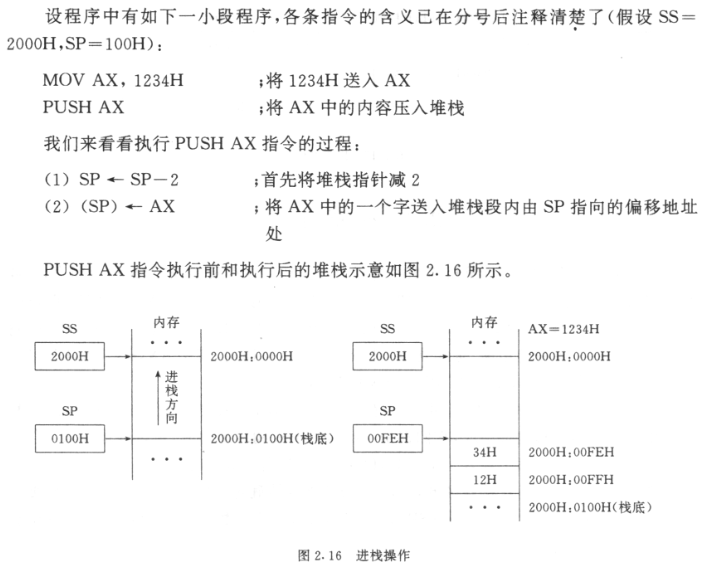 设程序中有如下一小段程序,各条指令的含义已在分号后注释清楚了(假设 SS=
2000H,SP=100H):
MOV AX, 1234H ;将 1234H 送入 AX
PUSH AX ;将 AX 中的内容压入堆栈
我们来看看执行 PUSH AX 指令的过程:
(1) SP ← SP-2 ;首先将堆栈指针减 2
(2) (SP) ← AX ; 将 AX 中的一个字送入堆栈段内由 SP 指向的偏移地址
处
PUSH AX 指令执行前和执行后的堆栈示意如图 2.16 所示。
SS 内存
2000H ··· 2000H:0000H
进栈方向
SP
0100H 2000H:0100H(栈底)
···
SS 内存 AX=1234H
2000H ··· 2000H:0000H
SP
00FEH
34H 2000H:00FEH
12H 2000H:00FFH
··· 2000H:0100H(栈底)
图 2.16 进栈操作